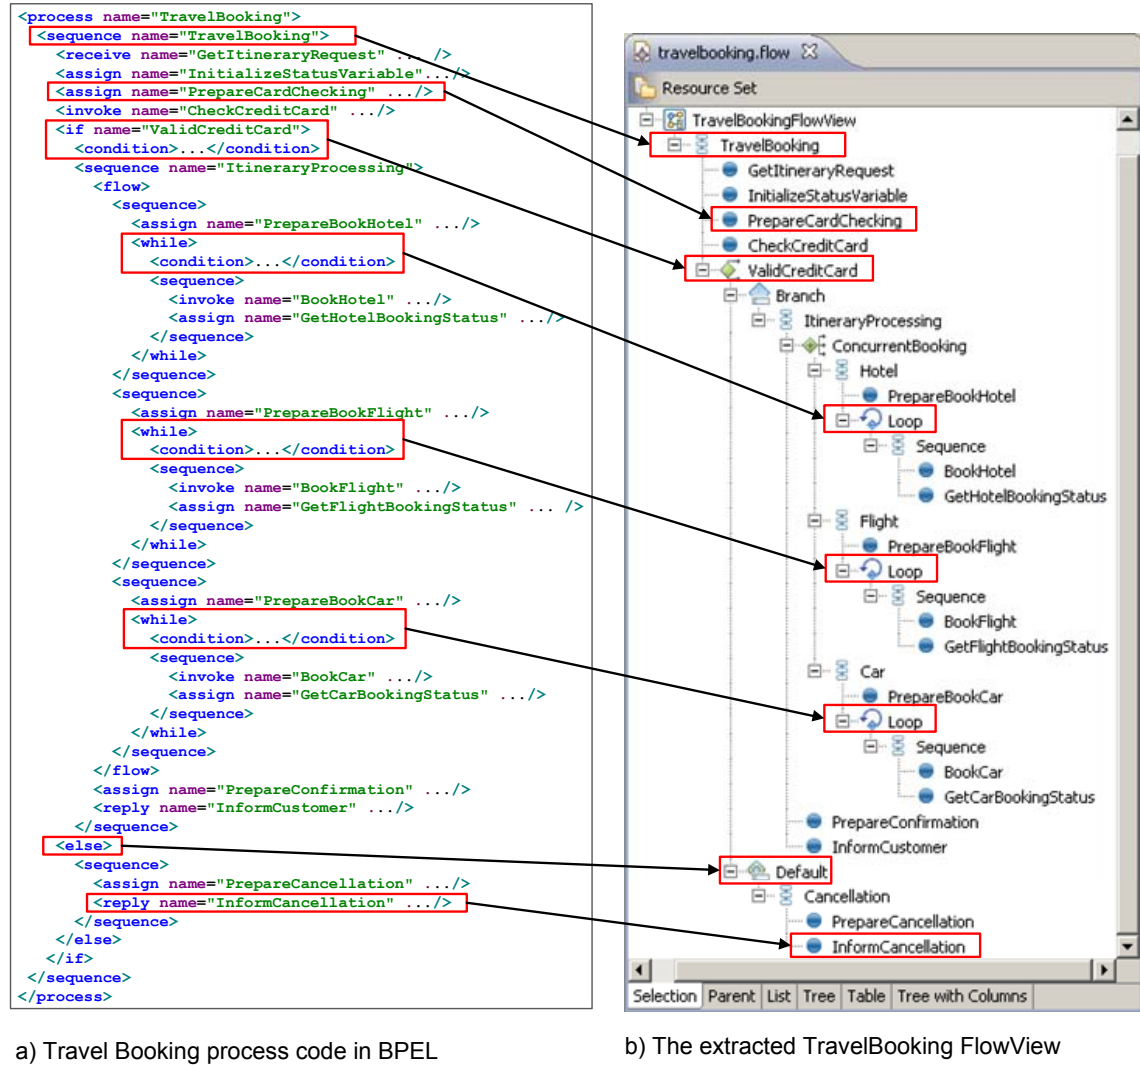 <process name="TravelBooking">
<sequence name="TravelBooking">
<receive name="GetItineraryRequest" .../>
<assign name="InitializeStatusVariable".../>
<assign name="PrepareCardChecking" .../>
<invoke name="CheckCreditCard" .../>
<if name="ValidCreditCard">
<condition>...</condition>
<sequence name="ItineraryProcessing">
<flow>
<sequence>
<assign name="PrepareBookHotel" .../>
<while>
<condition>...</condition>
<sequence>
<invoke name="BookHotel" .../>
<assign name="GetHotelBookingStatus" .../>
</sequence>
</while>
</sequence>
<sequence>
<assign name="PrepareBookFlight" .../>
<while>
<condition>...</condition>
<sequence>
<invoke name="BookFlight" .../>
<assign name="GetFlightBookingStatus" ... />
</sequence>
</while>
</sequence>
<sequence>
<assign name="PrepareBookCar" .../>
<while>
<condition>...</condition>
<sequence>
<invoke name="BookCar" .../>
<assign name="GetCarBookingStatus" .../>
</sequence>
</while>
</sequence>
</flow>
<assign name="PrepareConfirmation" .../>
<reply name="InformCustomer" .../>
</sequence>
<else>
<sequence>
<assign name="PrepareCancellation" .../>
<reply name="InformCancellation" .../>
</sequence>
</else>
</if>
</sequence>
</process>
a) Travel Booking process code in BPEL
travelbooking.flow
Resource Set
TravelBookingFlowView
TravelBooking
GetItineraryRequest
InitializeStatusVariable
PrepareCardChecking
CheckCreditCard
ValidCreditCard
Branch
ItineraryProcessing
ConcurrentBooking
Hotel
PrepareBookHotel
Loop
Sequence
BookHotel
GetHotelBookingStatus
Flight
PrepareBookFlight
Loop
Sequence
BookFlight
GetFlightBookingStatus
Car
PrepareBookCar
Loop
Sequence
BookCar
GetCarBookingStatus
PrepareConfirmation
InformCustomer
Default
Cancellation
PrepareCancellation
InformCancellation
Selection Parent List Tree Table Tree with Columns
b) The extracted TravelBooking FlowView